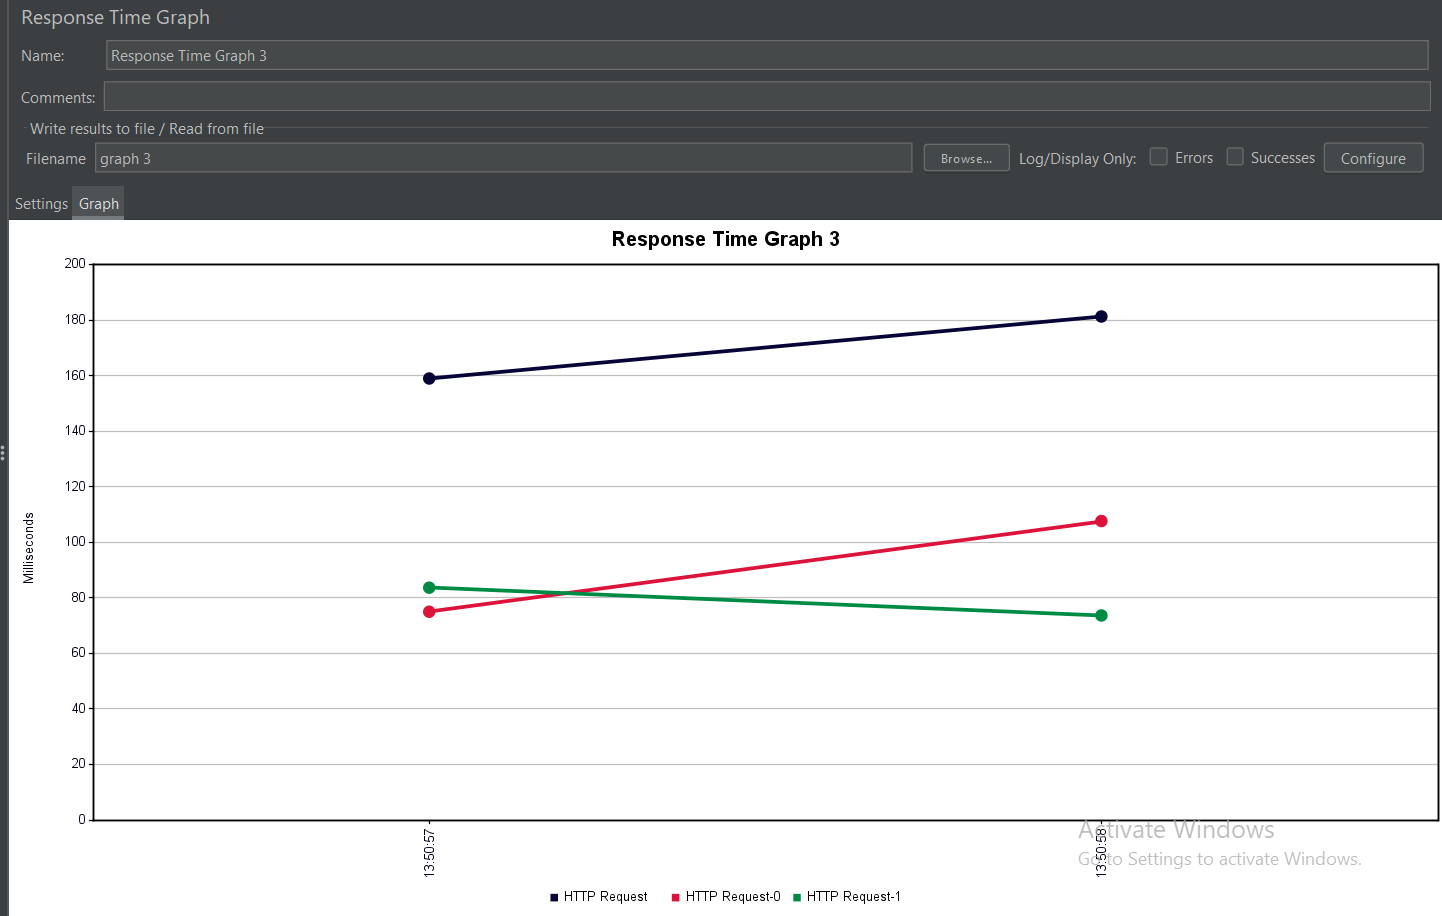 Response Time Graph
Name: Response Time Graph 3
Comments:
Write results to file / Read from file
Filename graph 3 Browse... Log/Display Only: Errors Successes Configure
Settings Graph
Response Time Graph 3
200
180
160
140
120
100
80
60
40
20
0
Milliseconds
13:50:57
13:50:58
Activate Windows
Go to Settings to activate Windows.
HTTP Request HTTP Request-0 HTTP Request-1